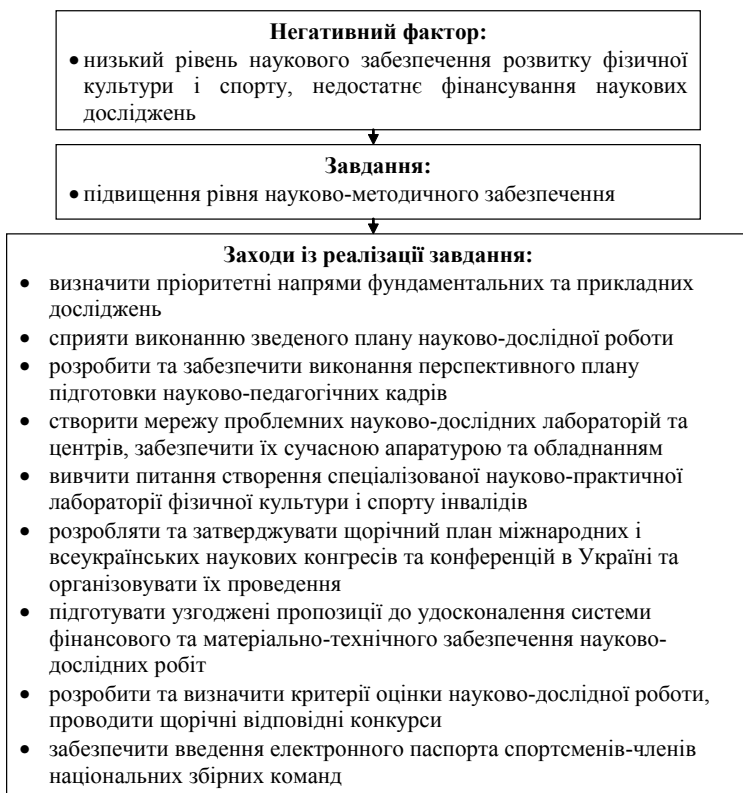 Негативний фактор:
• низький рівень наукового забезпечення розвитку фізичної
культури і спорту, недостатнє фінансування наукових
досліджень
Завдання:
• підвищення рівня науково-методичного забезпечення
Заходи із реалізації завдання:
• визначити пріоритетні напрями фундаментальних та прикладних
досліджень
• сприяти виконанню зведеного плану науково-дослідної роботи
• розробити та забезпечити виконання перспективного плану
підготовки науково-педагогічних кадрів
• створити мережу проблемних науково-дослідних лабораторій та
центрів, забезпечити їх сучасною апаратурою та обладнанням
• вивчити питання створення спеціалізованої науково-практичної
лабораторії фізичної культури і спорту інвалідів
• розробляти та затверджувати щорічний план міжнародних і
всеукраїнських наукових конгресів та конференцій в Україні та
організовувати їх проведення
• підготувати узгоджені пропозиції до удосконалення системи
фінансового та матеріально-технічного забезпечення науково-
дослідних робіт
• розробити та визначити критерії оцінки науково-дослідної роботи,
проводити щорічні відповідні конкурси
• забезпечити введення електронного паспорта спортсменів-членів
національних збірних команд